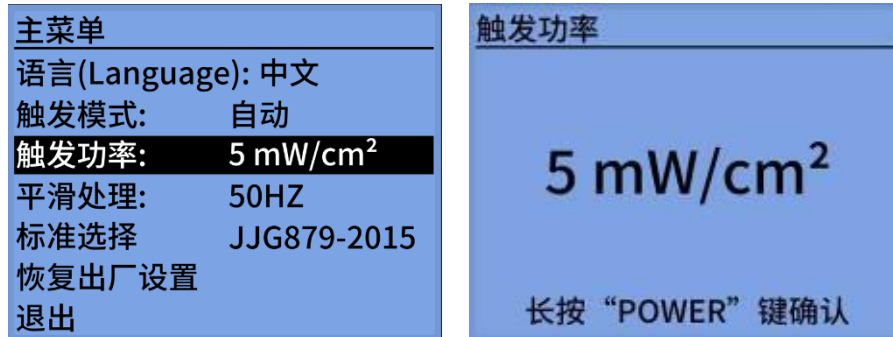 主菜单
语言(Language): 中文
触发模式: 自动
触发功率: 5 mW/cm²
平滑处理: 50HZ
标准选择 JJG879-2015
恢复出厂设置
退出
触发功率
5 mW/cm²
长按“POWER”键确认